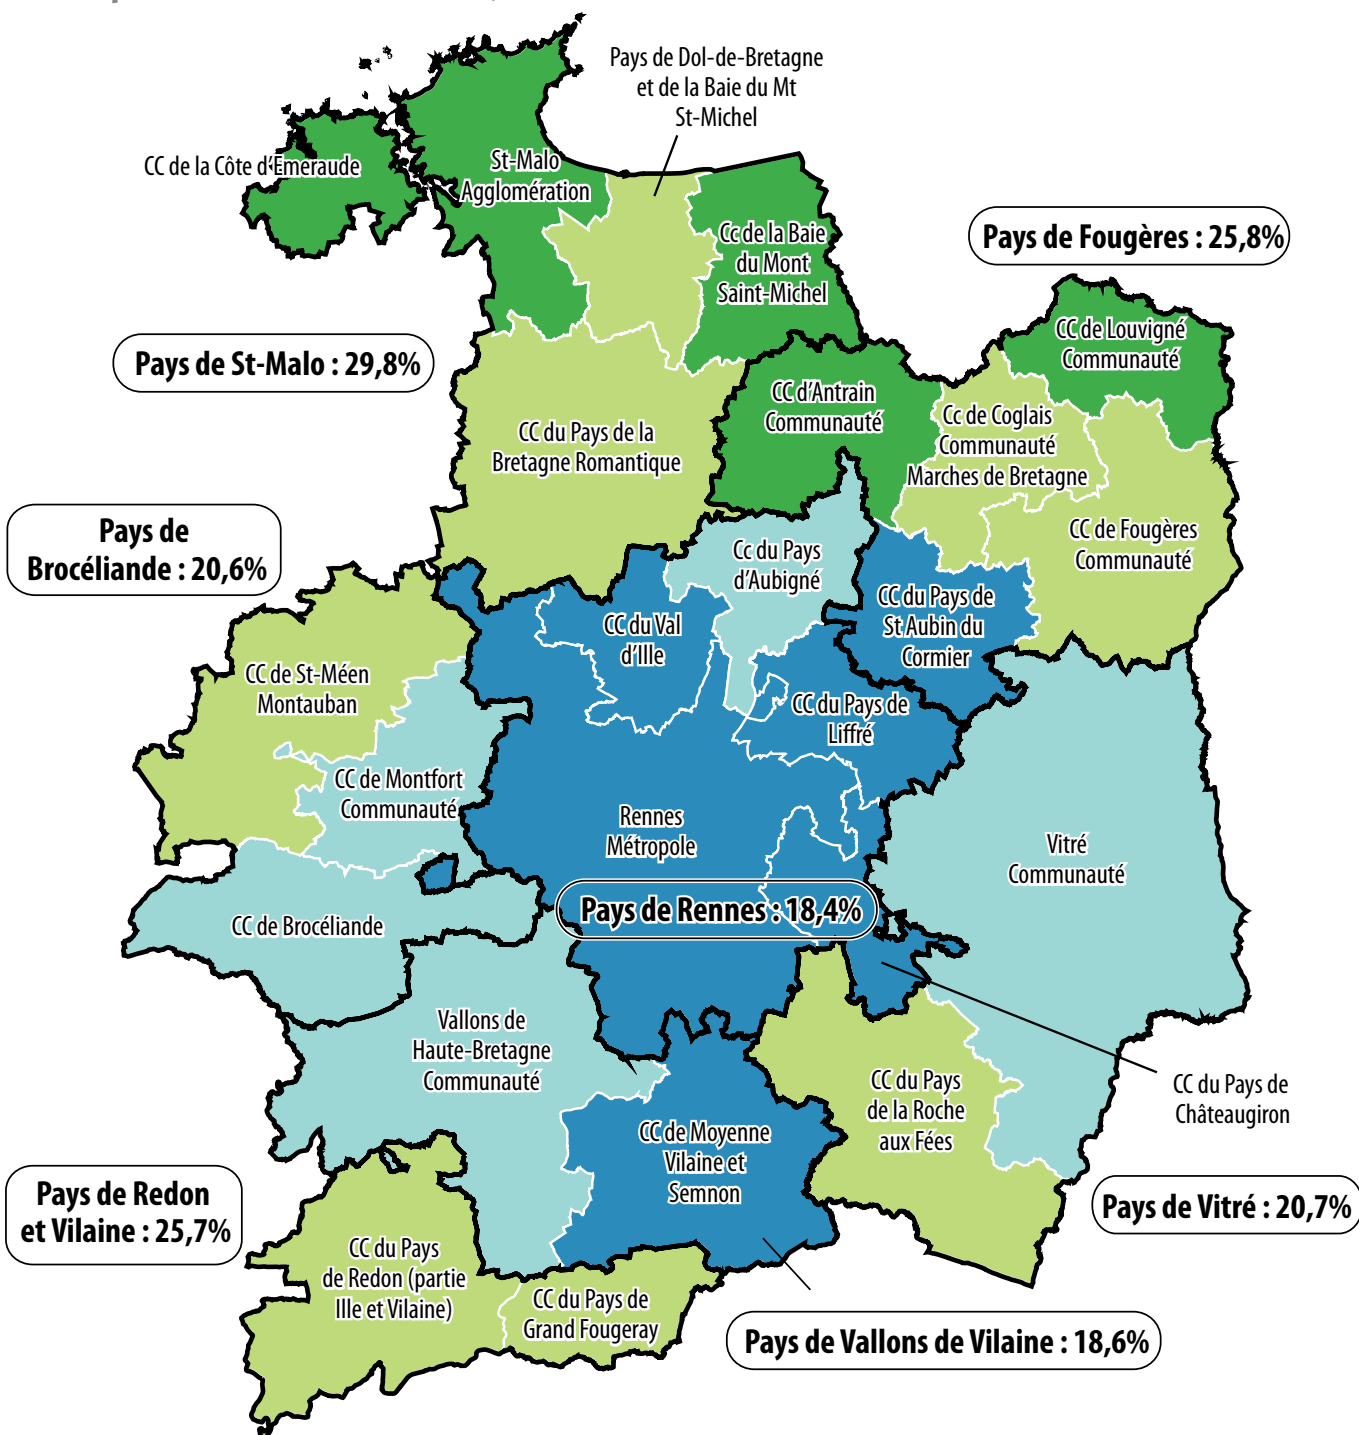 Pays de Dol-de-Bretagne
et de la Baie du Mt
St-Michel
CC de la Côte d'Emeraude
St-Malo
Agglomération
Cc de la Baie
du Mont
Saint-Michel
Pays de Fougères : 25,8%
CC de Louvigné
Communauté
Pays de St-Malo : 29,8%
CC d'Antrain
Communauté
Cc de Coglais
Communauté
Marches de Bretagne
CC du Pays de la
Bretagne Romantique
CC de Fougères
Communauté
Pays de
Brocéliande : 20,6%
Cc du Pays
d'Aubigné
CC du Pays de
St Aubin du
Cormier
CC du Val
d'Ille
CC de St-Méen
Montauban
CC du Pays de
Liffré
CC de Montfort
Communauté
Rennes
Métropole
Vitré
Communauté
Pays de Rennes : 18,4%
CC de Brocéliande
Vallons de
Haute-Bretagne
Communauté
CC du Pays
de la Roche
aux Fées
CC du Pays de
Châteaugiron
CC de Moyenne
Vilaine et
Semnon
Pays de Redon
et Vilaine : 25,7%
Pays de Vitré : 20,7%
CC du Pays
de Redon (partie
Ille et Vilaine)
CC du Pays de
Grand Fougeray
Pays de Vallons de Vilaine : 18,6%